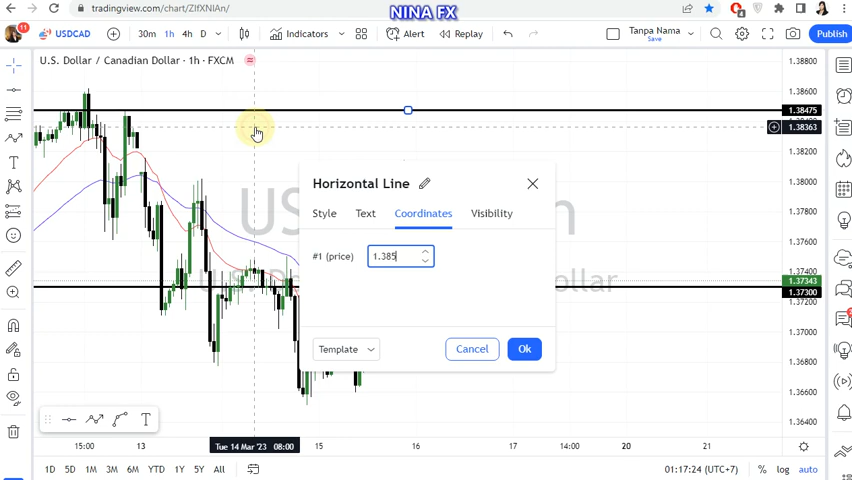 tradingview.com/chart/ZIfXNIAn/
NINA FX
11
USDCAD
30m 1h 4h D
Indicators
Alert
Replay
Tanpa Nama
Save
Publish
U.S. Dollar / Canadian Dollar · 1h · FXCM
1.38800
1.38475
1.38363
1.38200
1.38000
1.37800
1.37600
1.37400
1.37343
1.37300
1.37000
1.36800
1.36600
1.36400
Horizontal Line
Style Text Coordinates Visibility
#1 (price) 1.385
Template
Cancel
Ok
15:00 13 Tue 14 Mar '23 08:00 15 16 17 14:00 20 21
1D 5D 1M 3M 6M YTD 1Y 5Y All
01:17:24 (UTC+7) % log auto